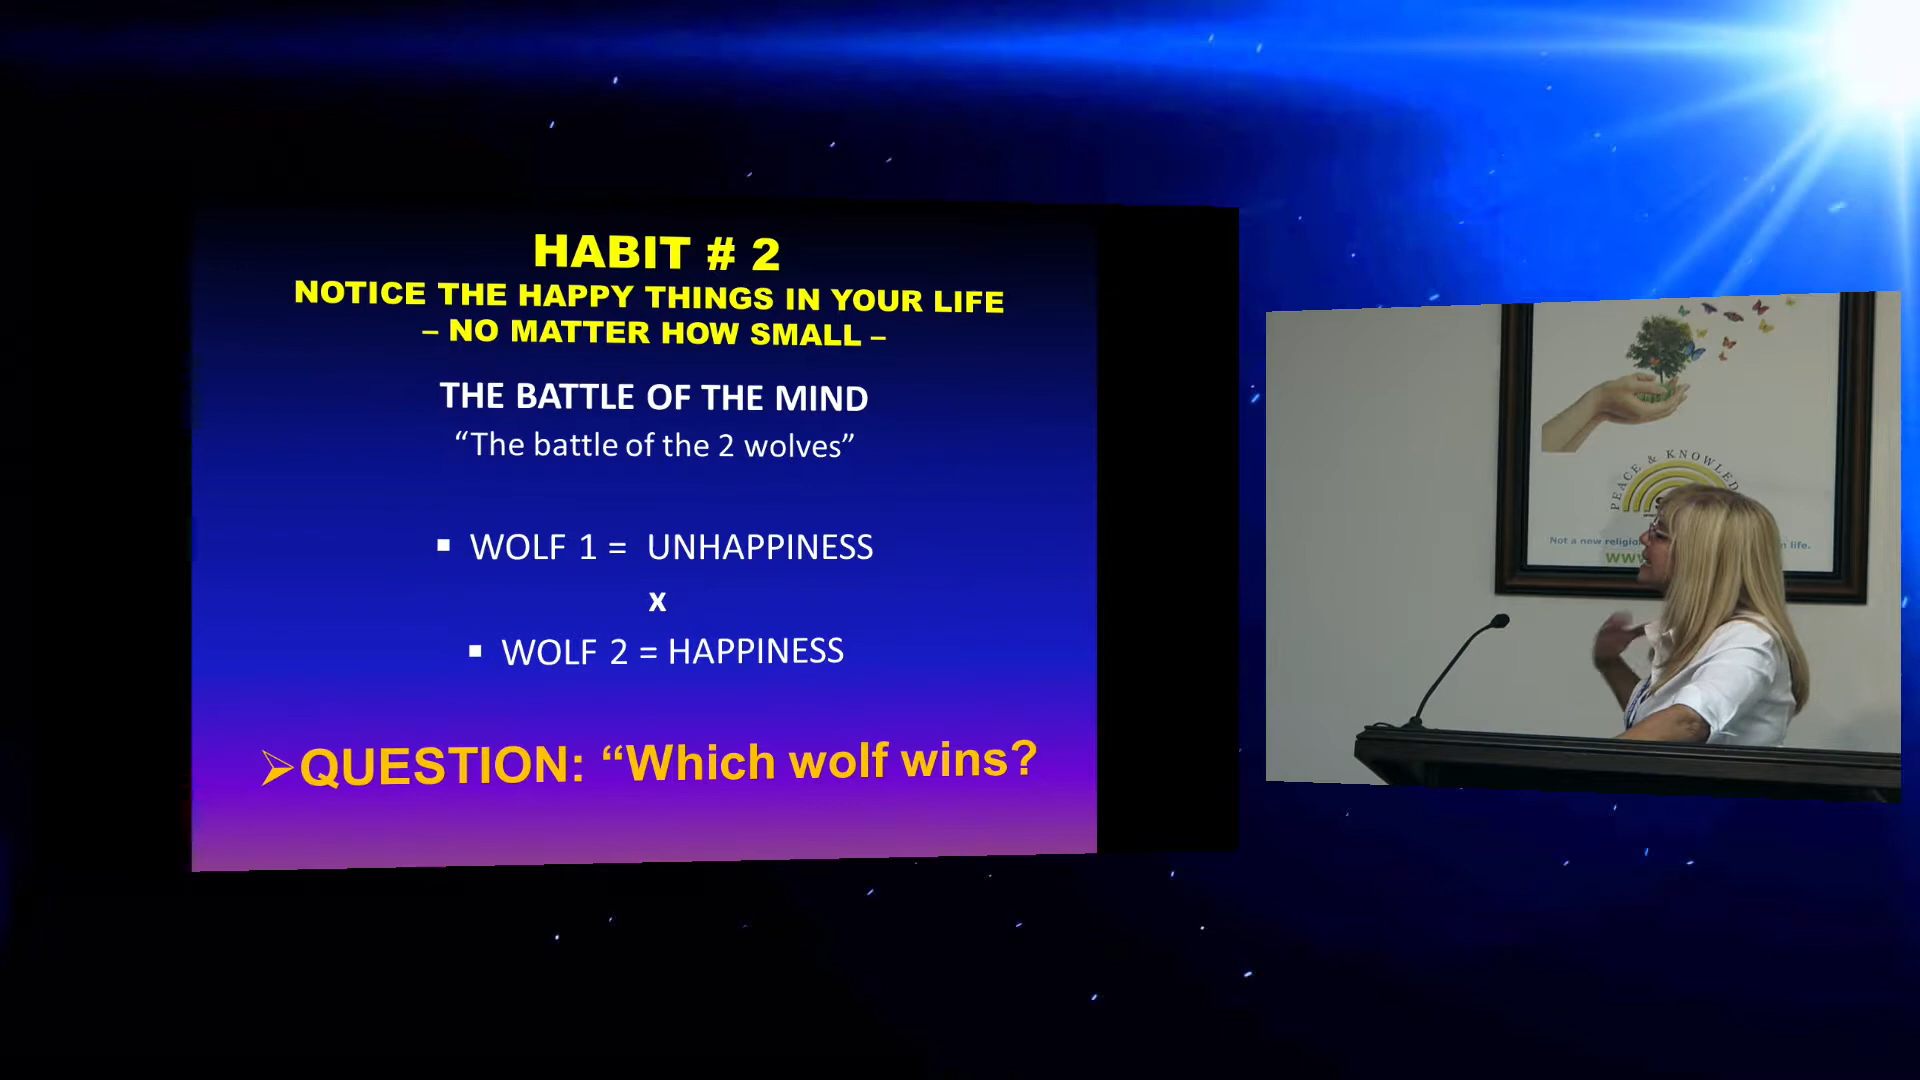 HABIT # 2
NOTICE THE HAPPY THINGS IN YOUR LIFE
– NO MATTER HOW SMALL –
THE BATTLE OF THE MIND
“The battle of the 2 wolves”
▪ WOLF 1 = UNHAPPINESS
x
▪ WOLF 2 = HAPPINESS
➢QUESTION: “Which wolf wins?
PEACE & KNOWLED
S
Not a new religio
n life.
www